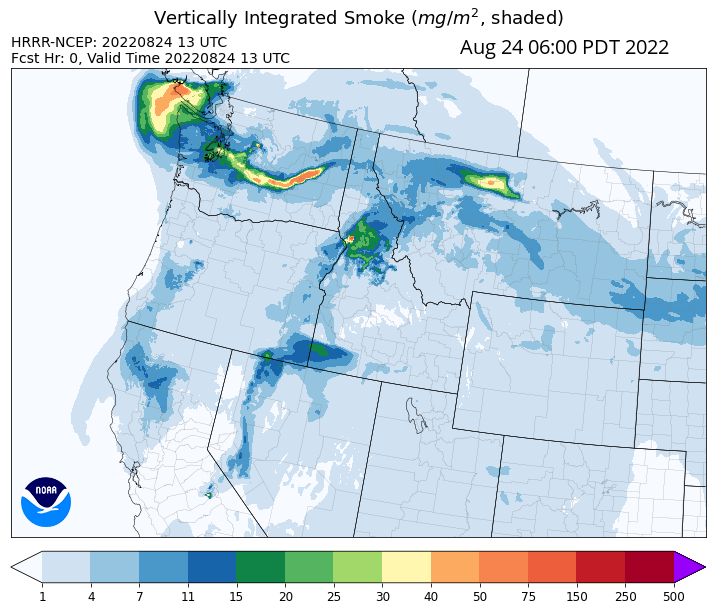 Vertically Integrated Smoke (mg/m², shaded)
HRRR-NCEP: 20220824 13 UTC
Fcst Hr: 0, Valid Time 20220824 13 UTC
Aug 24 06:00 PDT 2022
NOAA
1 4 7 11 15 20 25 30 40 50 75 150 250 500